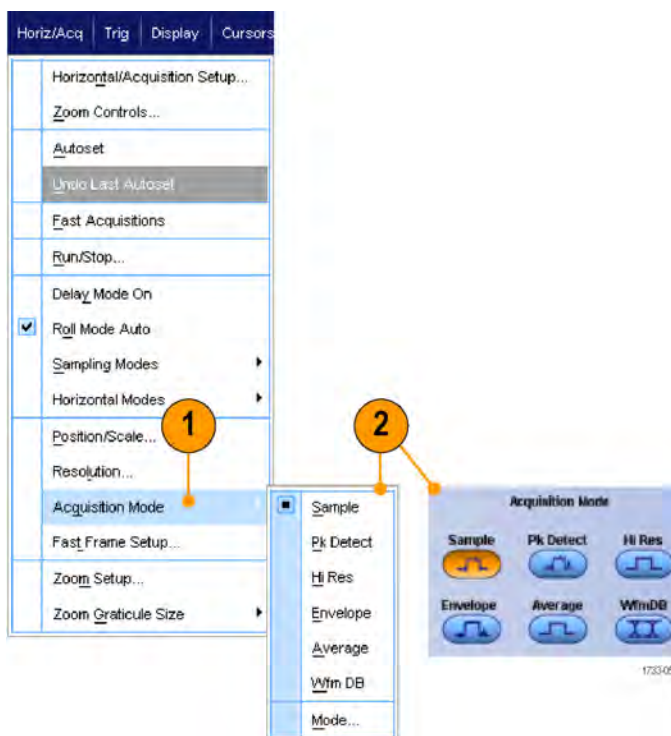 Horiz/Acq Trig Display Cursors
Horizontal/Acquisition Setup...
Zoom Controls...
Autoset
Undo Last Autoset
Fast Acquisitions
Run/Stop...
Delay Mode On
Roll Mode Auto
Sampling Modes
Horizontal Modes
1
2
Position/Scale...
Resolution...
Acquisition Mode
Fast Frame Setup...
Zoom Setup...
Zoom Graticule Size
Sample
Pk Detect
Hi Res
Envelope
Average
Wfm DB
Mode...
Acquisition Mode
Sample Pk Detect Hi Res
Envelope Average WfmDB